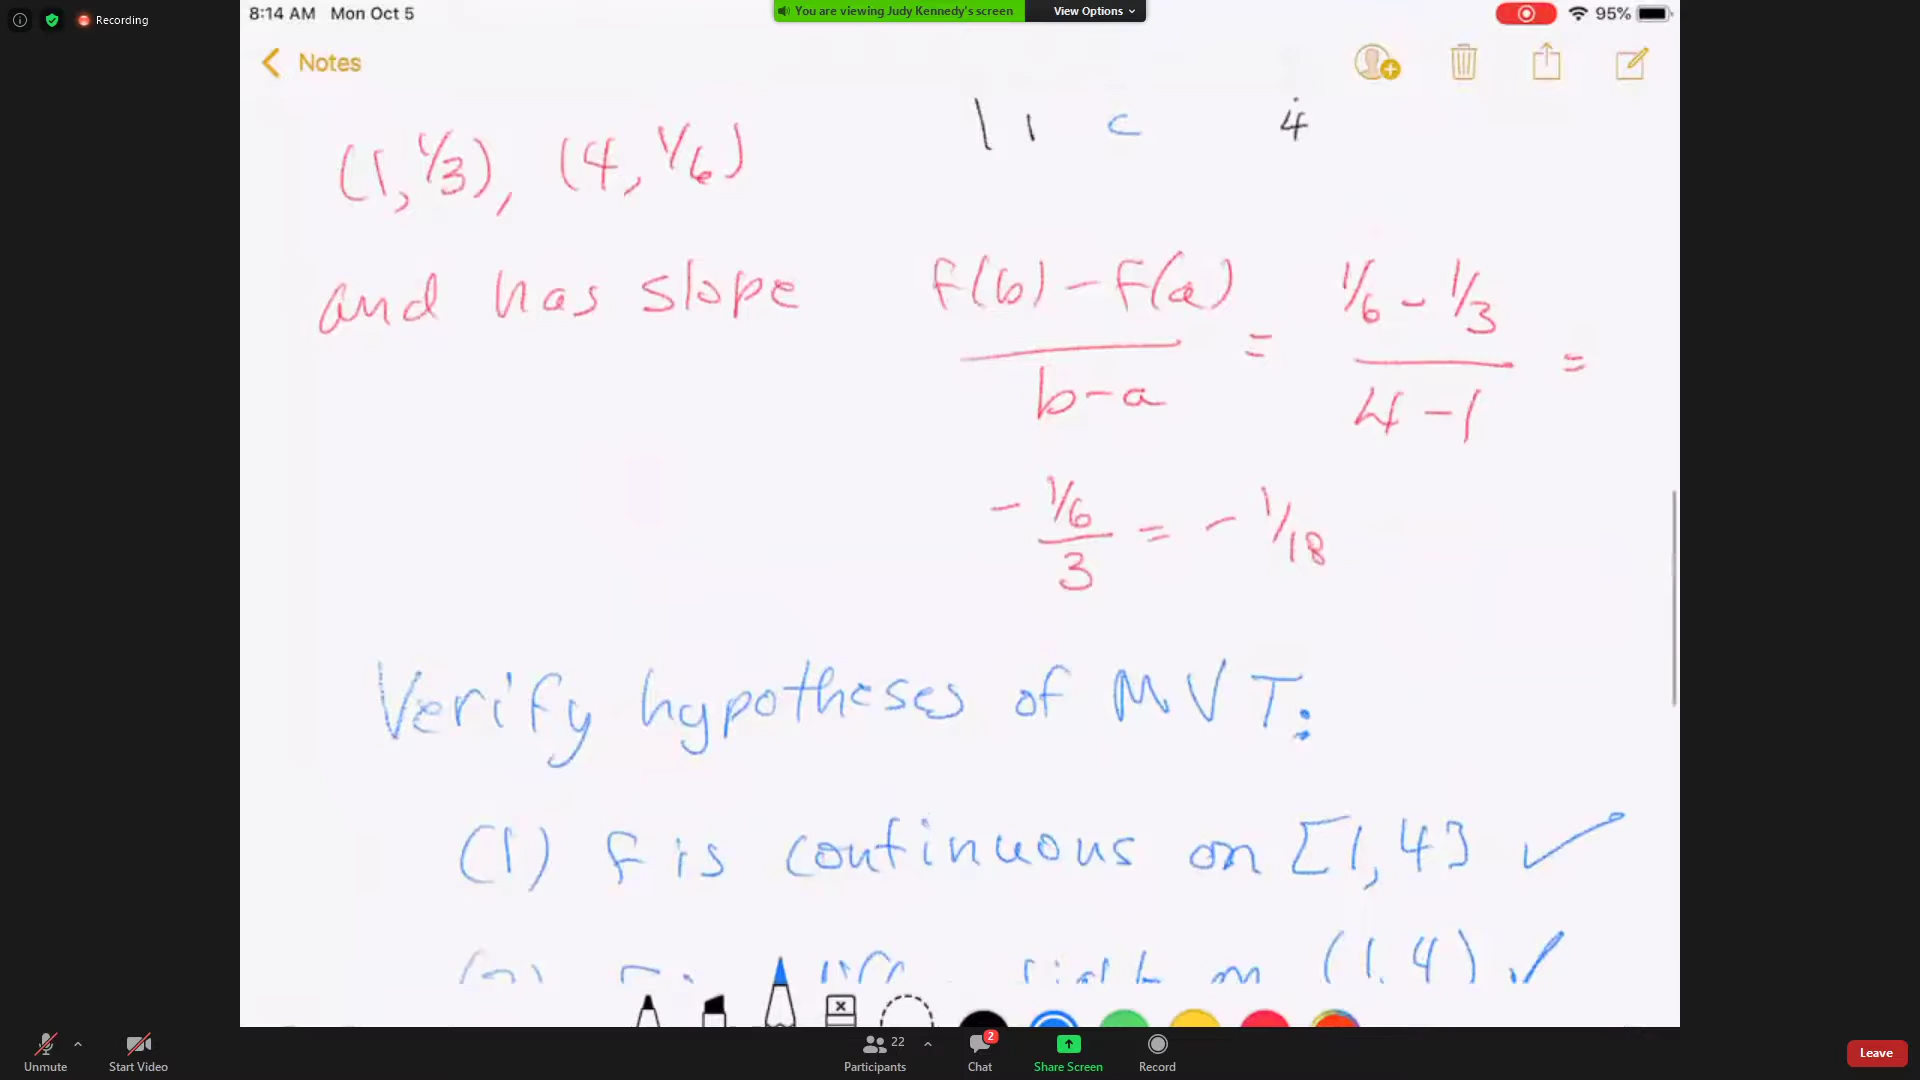 Recording
8:14 AM Mon Oct 5
You are viewing Judy Kennedy's screen
View Options
95%
Notes
1 c 4
(1, 1/3), (4, 1/6)
and has slope f(b) - f(a) / b - a = 1/6 - 1/3 / 4 - 1 =
- 1/6 / 3 = - 1/18
Verify hypotheses of MVT:
(1) f is continuous on [1, 4] ✓
on (1, 4) ✓
Unmute
Start Video
Participants 22
Chat 2
Share Screen
Record
Leave